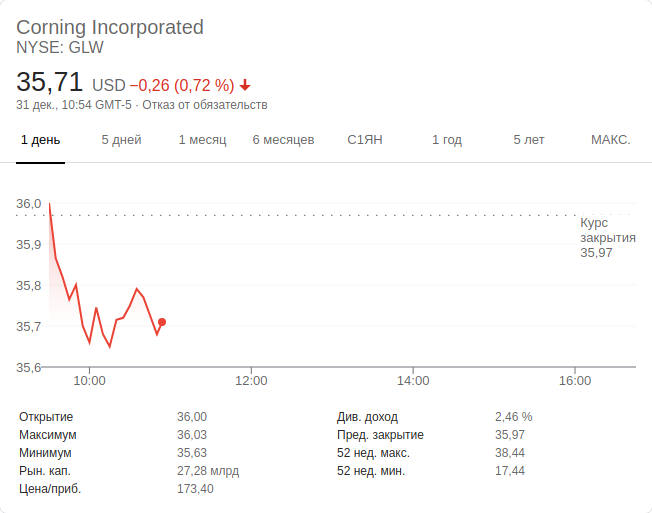 Corning Incorporated
NYSE: GLW
35,71 USD −0,26 (0,72 %)
31 дек., 10:54 GMT-5 · Отказ от обязательств
1 день 5 дней 1 месяц 6 месяцев С1ЯН 1 год 5 лет МАКС.
36,0
Курс
35,9 закрытия
35,97
35,8
35,7
35,6
10:00 12:00 14:00 16:00
Открытие 36,00 Див. доход 2,46 %
Максимум 36,03 Пред. закрытие 35,97
Минимум 35,63 52 нед. макс. 38,44
Рын. кап. 27,28 млрд 52 нед. мин. 17,44
Цена/приб. 173,40